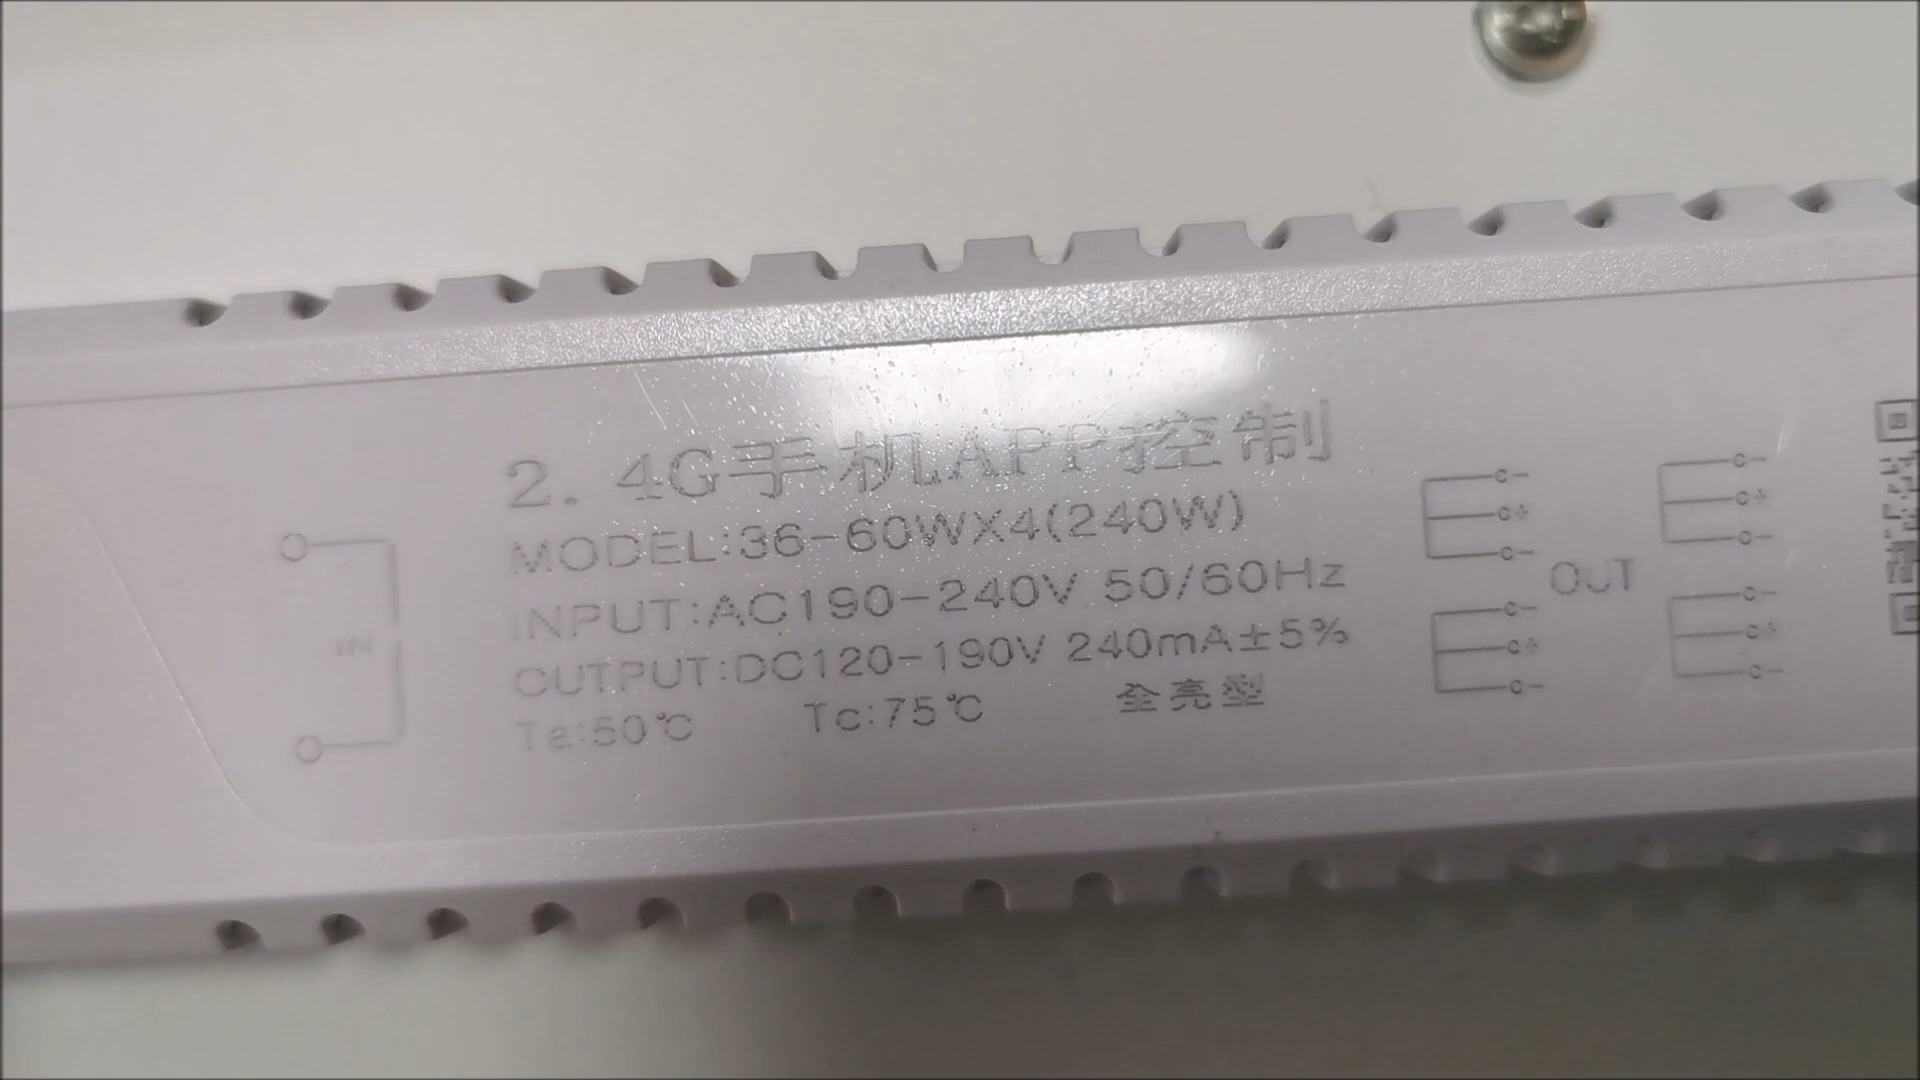 2.4G手机APP控制
MODEL:36-60WX4(240W)
INPUT:AC190-240V 50/60Hz
OUTPUT:DC120-190V 240mA±5%
Ta:50℃ Tc:75℃ 全亮型
IN
- + -
- + -
OUT
- + -
- + -